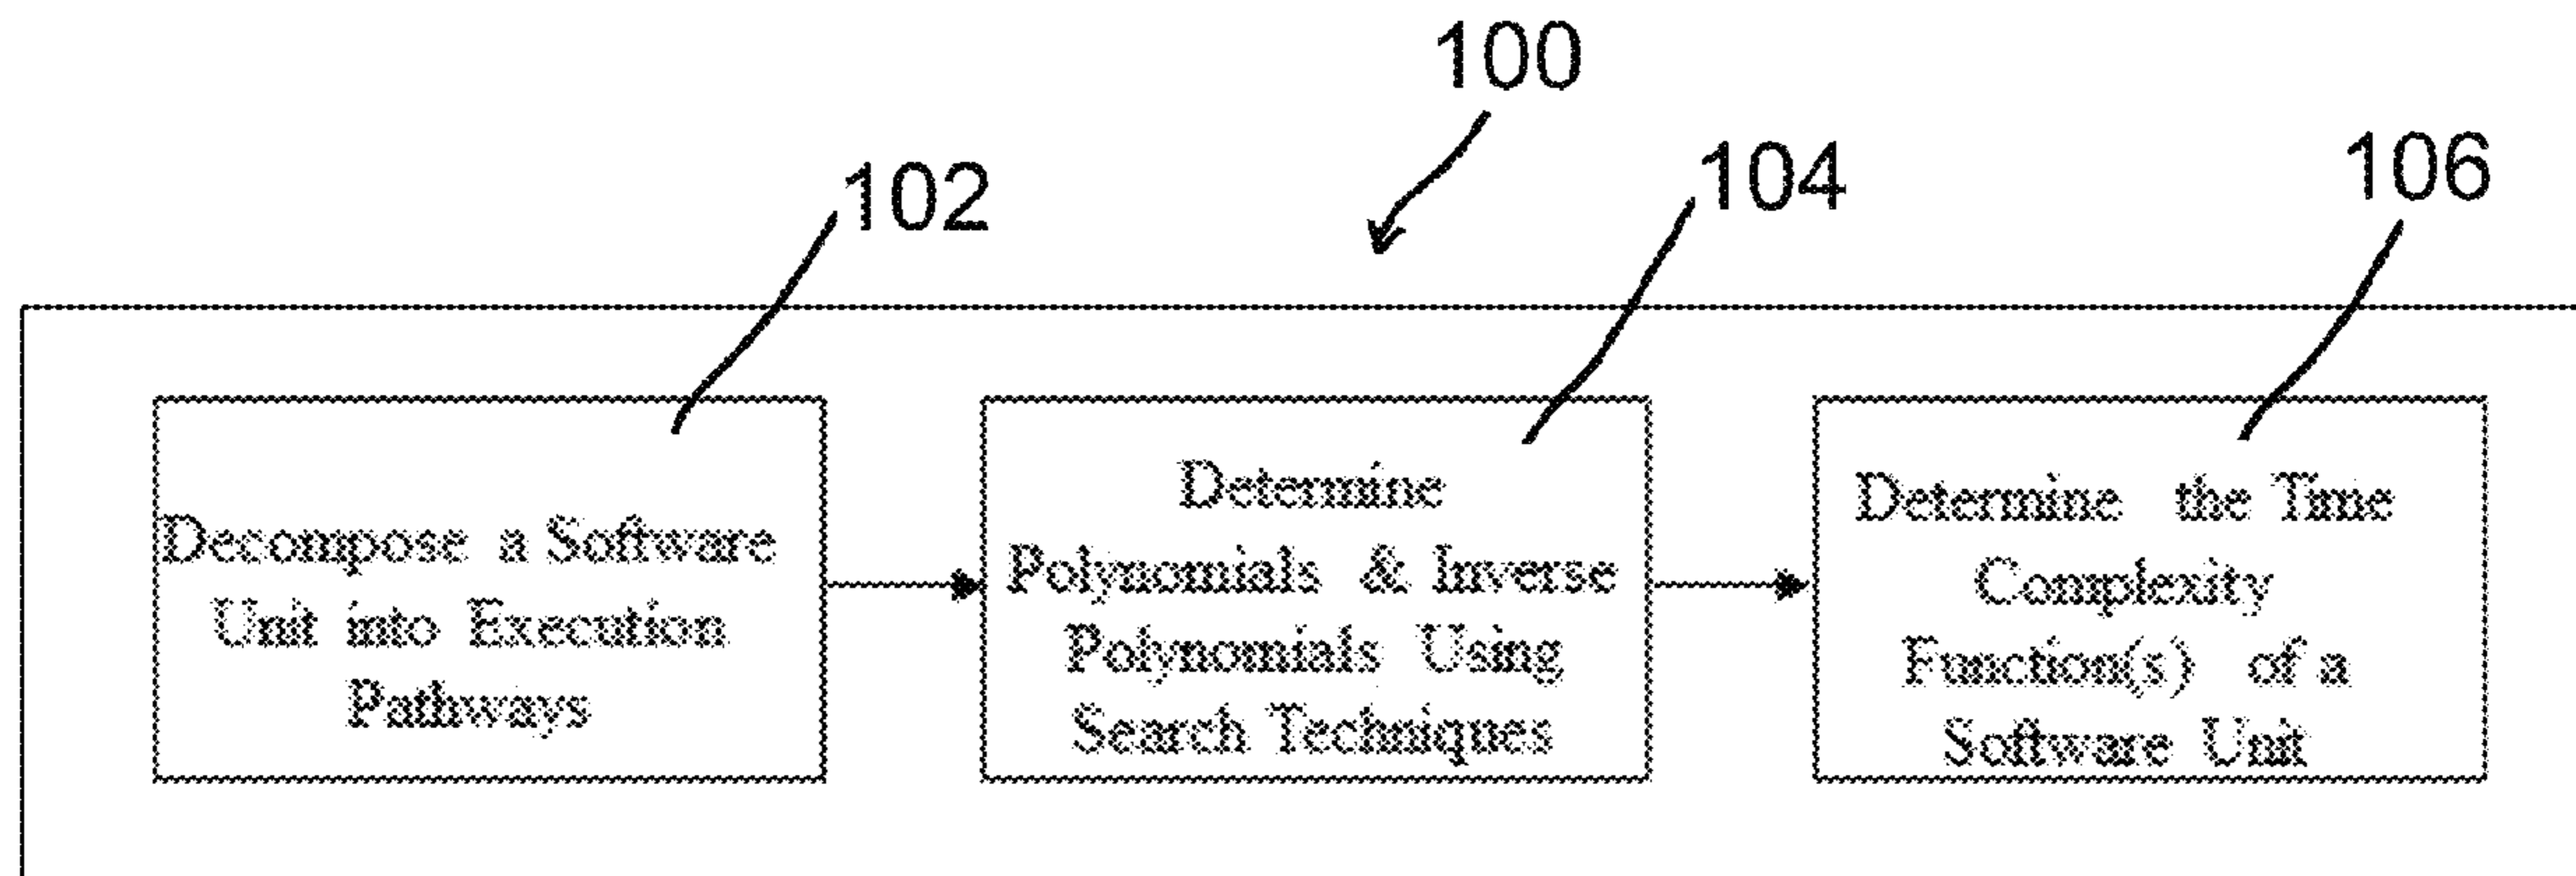 100
102
104
106
Decompose a Software
Unit into Execution
Pathways
Determine
Polynomials & Inverse
Polynomials Using
Search Techniques
Determine the Time
Complexity
Function(s) of a
Software Unit